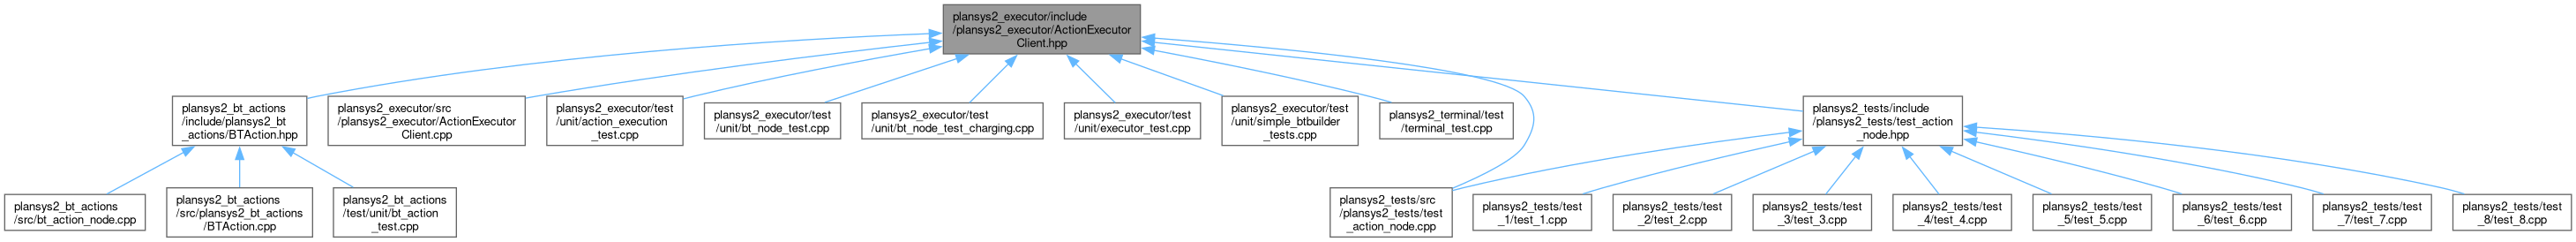 plansys2_executor/include
/plansys2_executor/ActionExecutor
Client.hpp
plansys2_bt_actions
/include/plansys2_bt
_actions/BTAction.hpp
plansys2_executor/src
/plansys2_executor/ActionExecutor
Client.cpp
plansys2_executor/test
/unit/action_execution
_test.cpp
plansys2_executor/test
/unit/bt_node_test.cpp
plansys2_executor/test
/unit/bt_node_test_charging.cpp
plansys2_executor/test
/unit/executor_test.cpp
plansys2_executor/test
/unit/simple_btbuilder
_tests.cpp
plansys2_terminal/test
/terminal_test.cpp
plansys2_tests/include
/plansys2_tests/test_action
_node.hpp
plansys2_bt_actions
/src/bt_action_node.cpp
plansys2_bt_actions
/src/plansys2_bt_actions
/BTAction.cpp
plansys2_bt_actions
/test/unit/bt_action
_test.cpp
plansys2_tests/src
/plansys2_tests/test
_action_node.cpp
plansys2_tests/test
_1/test_1.cpp
plansys2_tests/test
_2/test_2.cpp
plansys2_tests/test
_3/test_3.cpp
plansys2_tests/test
_4/test_4.cpp
plansys2_tests/test
_5/test_5.cpp
plansys2_tests/test
_6/test_6.cpp
plansys2_tests/test
_7/test_7.cpp
plansys2_tests/test
_8/test_8.cpp